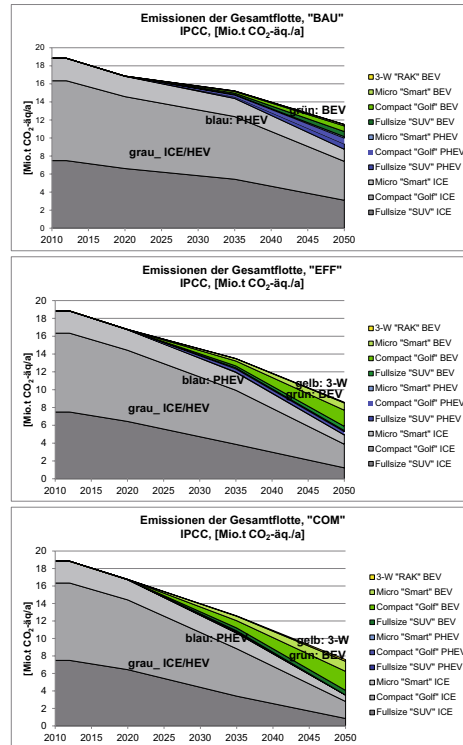 Emissionen der Gesamtflotte, "BAU"
IPCC, [Mio.t CO₂-äq./a]
[Mio.t CO₂-äq/a]
20
18
16
14
12
10
8
6
4
2
0
2010 2015 2020 2025 2030 2035 2040 2045 2050
grün: BEV
blau: PHEV
grau_ ICE/HEV
3-W "RAK" BEV
Micro "Smart" BEV
Compact "Golf" BEV
Fullsize "SUV" BEV
Micro "Smart" PHEV
Compact "Golf" PHEV
Fullsize "SUV" PHEV
Micro "Smart" ICE
Compact "Golf" ICE
Fullsize "SUV" ICE
Emissionen der Gesamtflotte, "EFF"
IPCC, [Mio.t CO₂-äq./a]
[Mio.t CO₂-äq/a]
20
18
16
14
12
10
8
6
4
2
0
2010 2015 2020 2025 2030 2035 2040 2045 2050
gelb: 3-W
grün: BEV
blau: PHEV
grau_ ICE/HEV
3-W "RAK" BEV
Micro "Smart" BEV
Compact "Golf" BEV
Fullsize "SUV" BEV
Micro "Smart" PHEV
Compact "Golf" PHEV
Fullsize "SUV" PHEV
Micro "Smart" ICE
Compact "Golf" ICE
Fullsize "SUV" ICE
Emissionen der Gesamtflotte, "COM"
IPCC, [Mio.t CO₂-äq./a]
[Mio.t CO₂-äq/a]
20
18
16
14
12
10
8
6
4
2
0
2010 2015 2020 2025 2030 2035 2040 2045 2050
gelb: 3-W
grün: BEV
blau: PHEV
grau_ ICE/HEV
3-W "RAK" BEV
Micro "Smart" BEV
Compact "Golf" BEV
Fullsize "SUV" BEV
Micro "Smart" PHEV
Compact "Golf" PHEV
Fullsize "SUV" PHEV
Micro "Smart" ICE
Compact "Golf" ICE
Fullsize "SUV" ICE